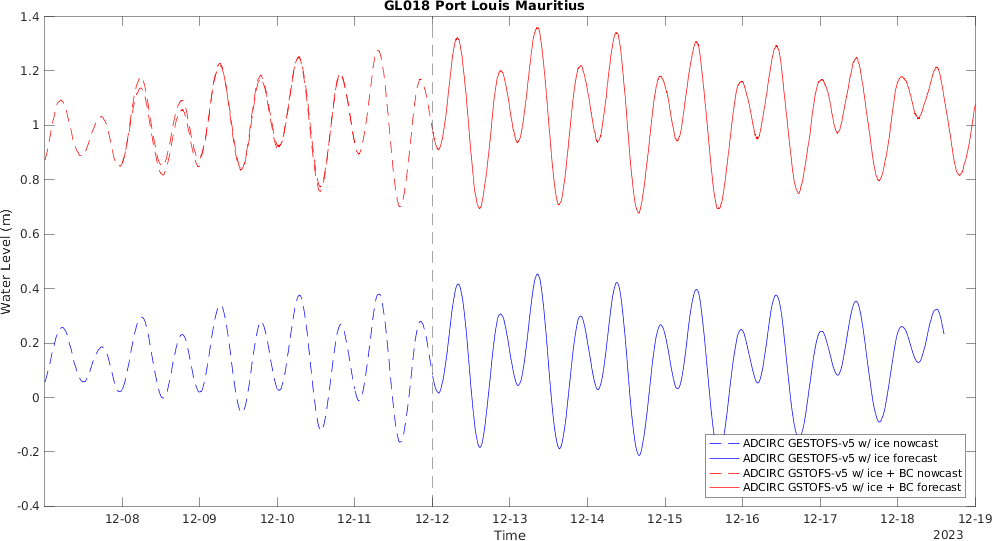 GL018 Port Louis Mauritius
1.4
1.2
1
0.8
0.6
0.4
0.2
0
-0.2
-0.4
Water Level (m)
ADCIRC GESTOFS-v5 w/ ice nowcast
ADCIRC GESTOFS-v5 w/ ice forecast
ADCIRC GSTOFS-v5 w/ ice + BC nowcast
ADCIRC GSTOFS-v5 w/ ice + BC forecast
12-08 12-09 12-10 12-11 12-12 12-13 12-14 12-15 12-16 12-17 12-18 12-19
Time
2023